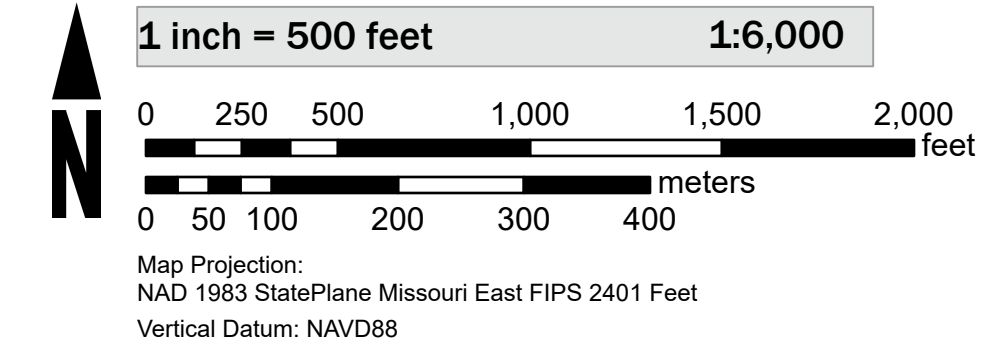 N
1 inch = 500 feet 1:6,000
0 250 500 1,000 1,500 2,000
feet
meters
0 50 100 200 300 400
Map Projection:
NAD 1983 StatePlane Missouri East FIPS 2401 Feet
Vertical Datum: NAVD88